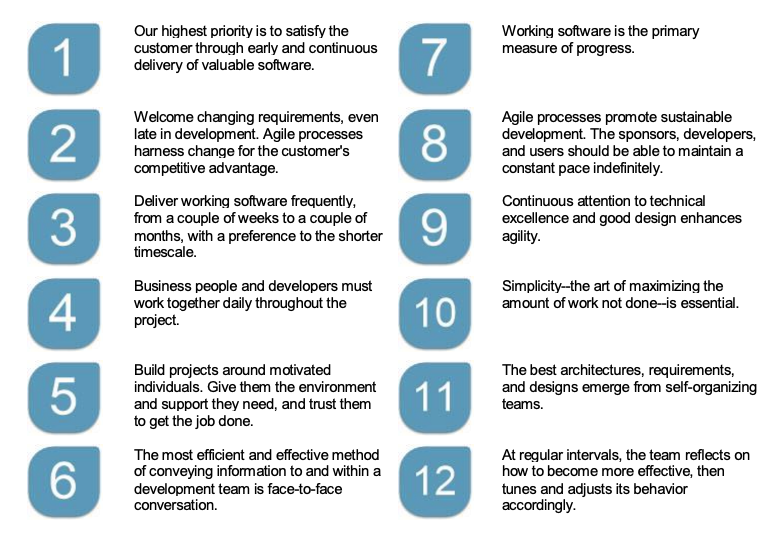 1
Our highest priority is to satisfy the
customer through early and continuous
delivery of valuable software.
2
Welcome changing requirements, even
late in development. Agile processes
harness change for the customer's
competitive advantage.
3
Deliver working software frequently,
from a couple of weeks to a couple of
months, with a preference to the shorter
timescale.
4
Business people and developers must
work together daily throughout the
project.
5
Build projects around motivated
individuals. Give them the environment
and support they need, and trust them
to get the job done.
6
The most efficient and effective method
of conveying information to and within a
development team is face-to-face
conversation.
7
Working software is the primary
measure of progress.
8
Agile processes promote sustainable
development. The sponsors, developers,
and users should be able to maintain a
constant pace indefinitely.
9
Continuous attention to technical
excellence and good design enhances
agility.
10
Simplicity--the art of maximizing the
amount of work not done--is essential.
11
The best architectures, requirements,
and designs emerge from self-organizing
teams.
12
At regular intervals, the team reflects on
how to become more effective, then
tunes and adjusts its behavior
accordingly.